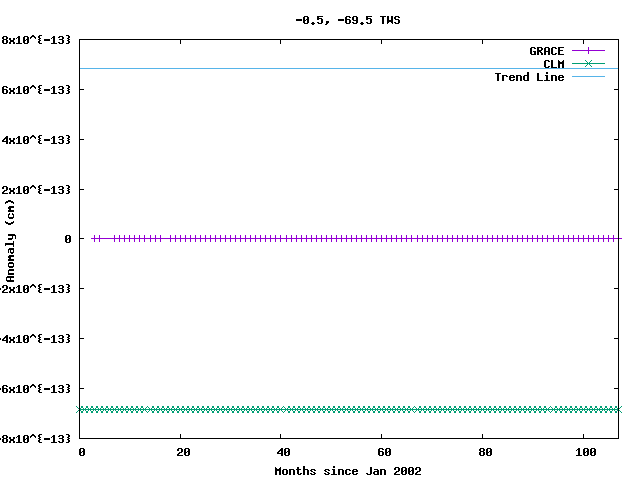 -0.5, -69.5 TWS
8x10^{-13}
6x10^{-13}
4x10^{-13}
2x10^{-13}
0
-2x10^{-13}
-4x10^{-13}
-6x10^{-13}
-8x10^{-13}
Anomaly (cm)
GRACE
CLM
Trend Line
0 20 40 60 80 100
Months since Jan 2002